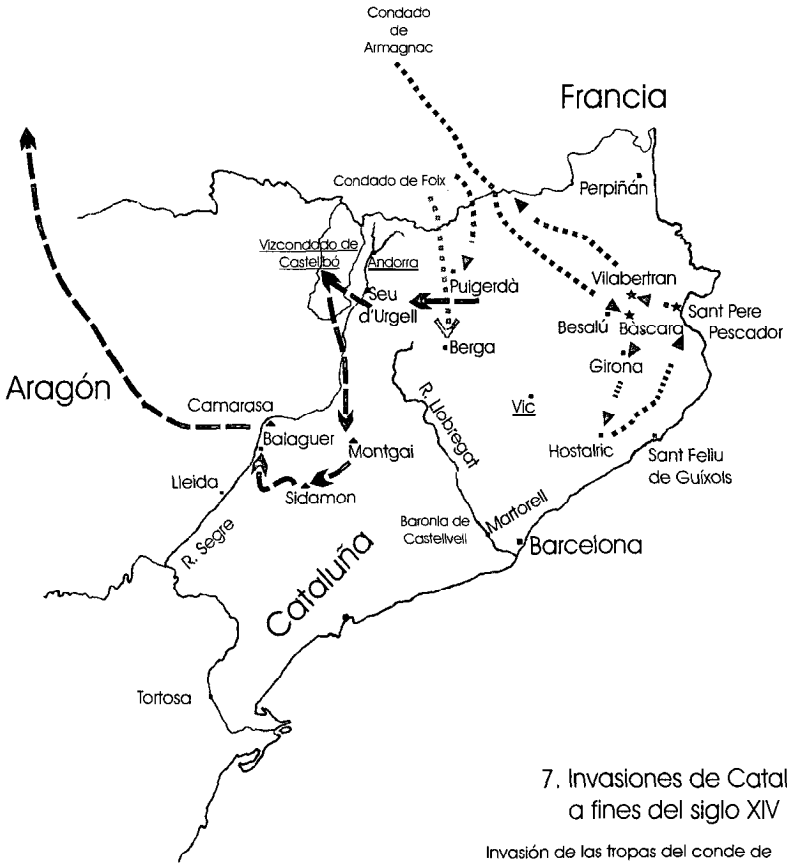 Condado
de
Armagnac
Francia
Condado de Foix
Perpiñán
Vizcondado de
Castellbó
Andorra
Vilabertran
Puigerdà
Seu
d'Urgell
Sant Pere
Pescador
Besalú
Bàscara
Berga
Girona
Aragón
Camarasa
R. Llobregat
Vic
Balaguer
Montgai
Hostalric
Sant Feliu
de Guíxols
Lleida
Sidamon
R. Segre
Martorell
Baronía de
Castellvell
Barcelona
Cataluña
Tortosa
7. Invasiones de Catal
a fines del siglo XIV
Invasión de las tropas del conde de